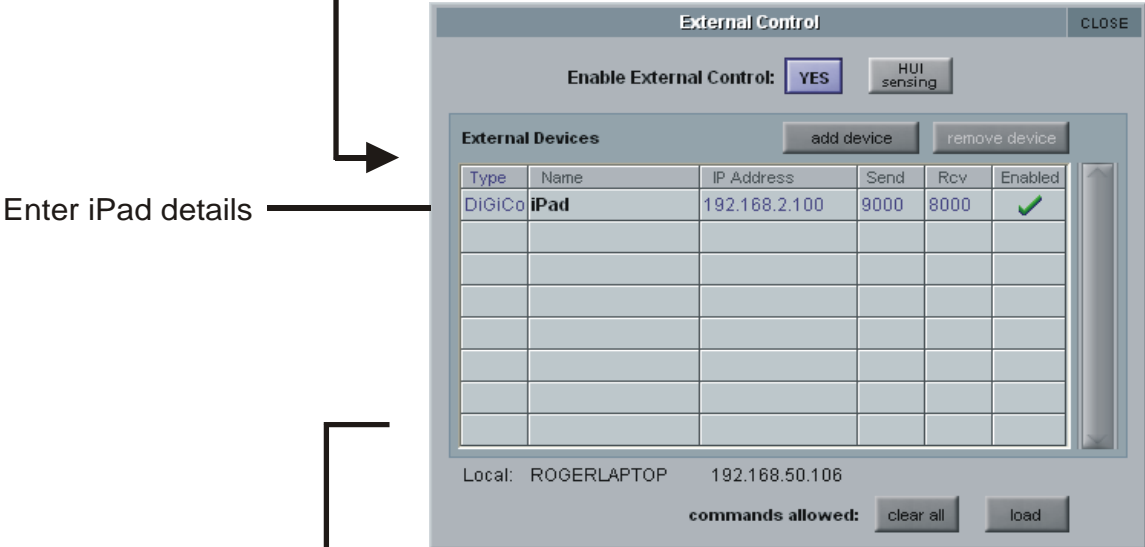 External Control
CLOSE
Enable External Control: YES HUI sensing
External Devices add device remove device
Type Name IP Address Send Rcv Enabled
Enter iPad details DiGiCo iPad 192.168.2.100 9000 8000
Local: ROGERLAPTOP 192.168.50.106
commands allowed: clear all load